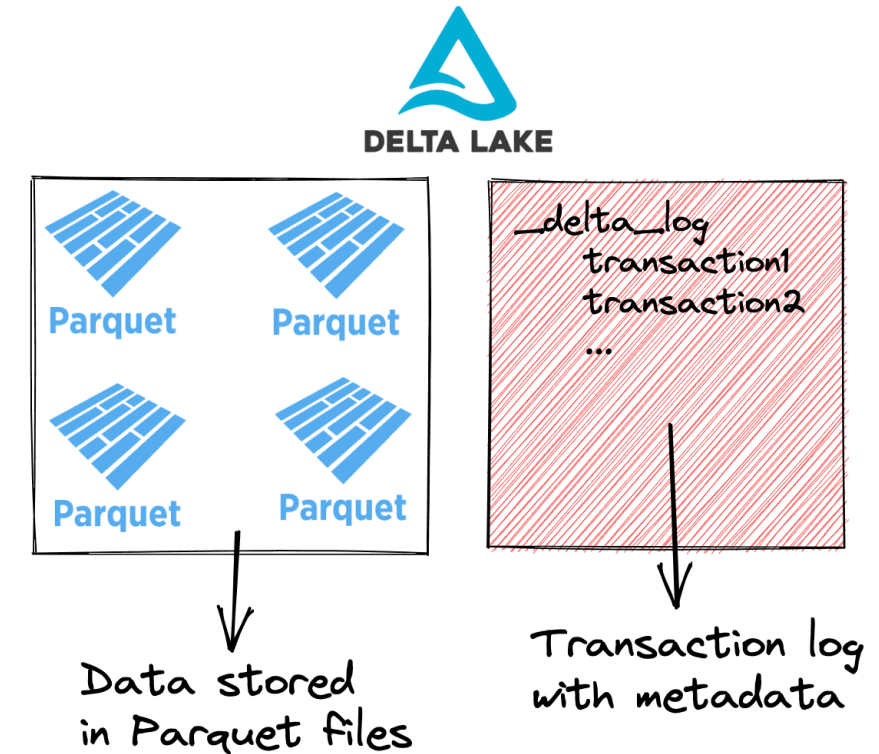 DELTA LAKE
Parquet
Parquet
Parquet
Parquet
Data stored
in Parquet files
_delta_log
transaction1
transaction2
...
Transaction log
with metadata